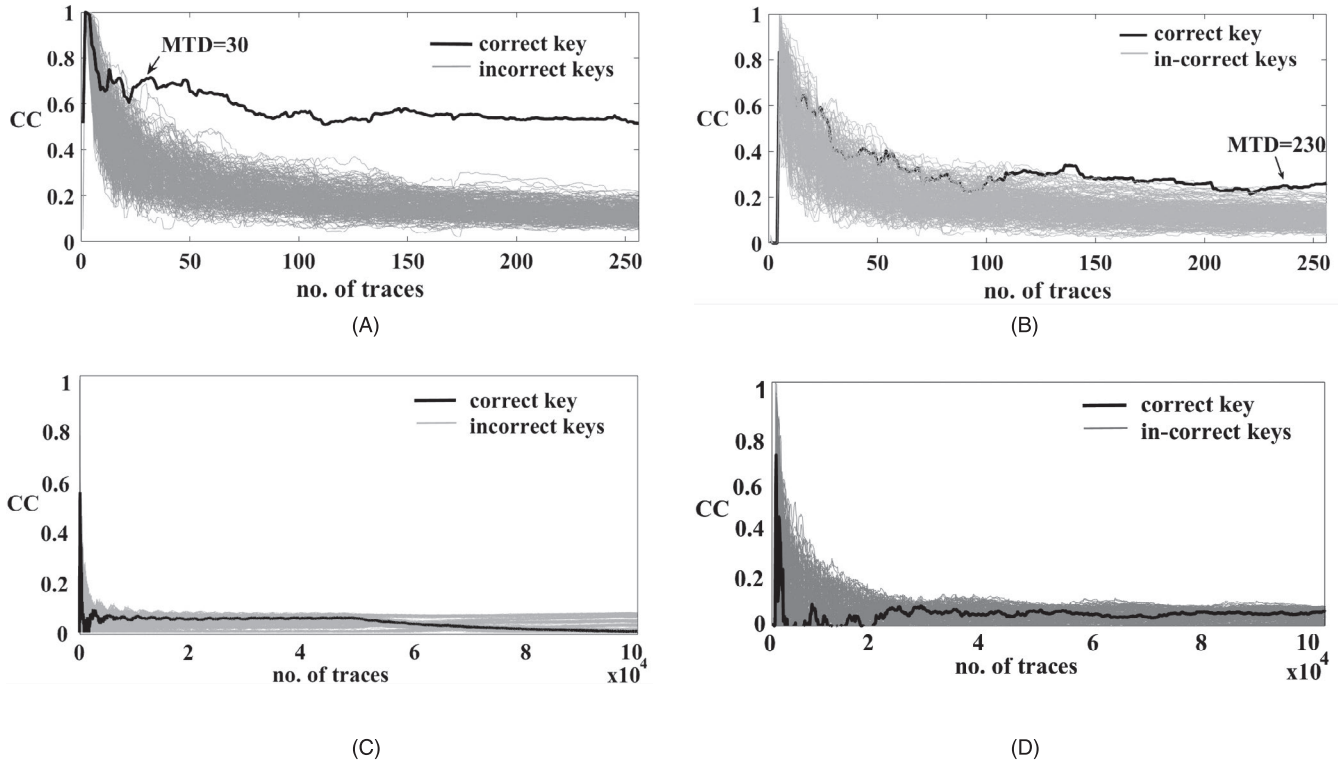 1
0.8
0.6
CC
0.4
0.2
0
MTD=30
correct key
incorrect keys
0 50 100 150 200 250
no. of traces
(A)
1
0.8
0.6
CC
0.4
0.2
0
correct key
in-correct keys
MTD=230
0 50 100 150 200 250
no. of traces
(B)
1
0.8
0.6
CC
0.4
0.2
0
correct key
incorrect keys
0 2 4 6 8 10
no. of traces
x10^4
(C)
1
0.8
0.6
CC
0.4
0.2
0
correct key
in-correct keys
0 2 4 6 8 10
no. of traces
x10^4
(D)